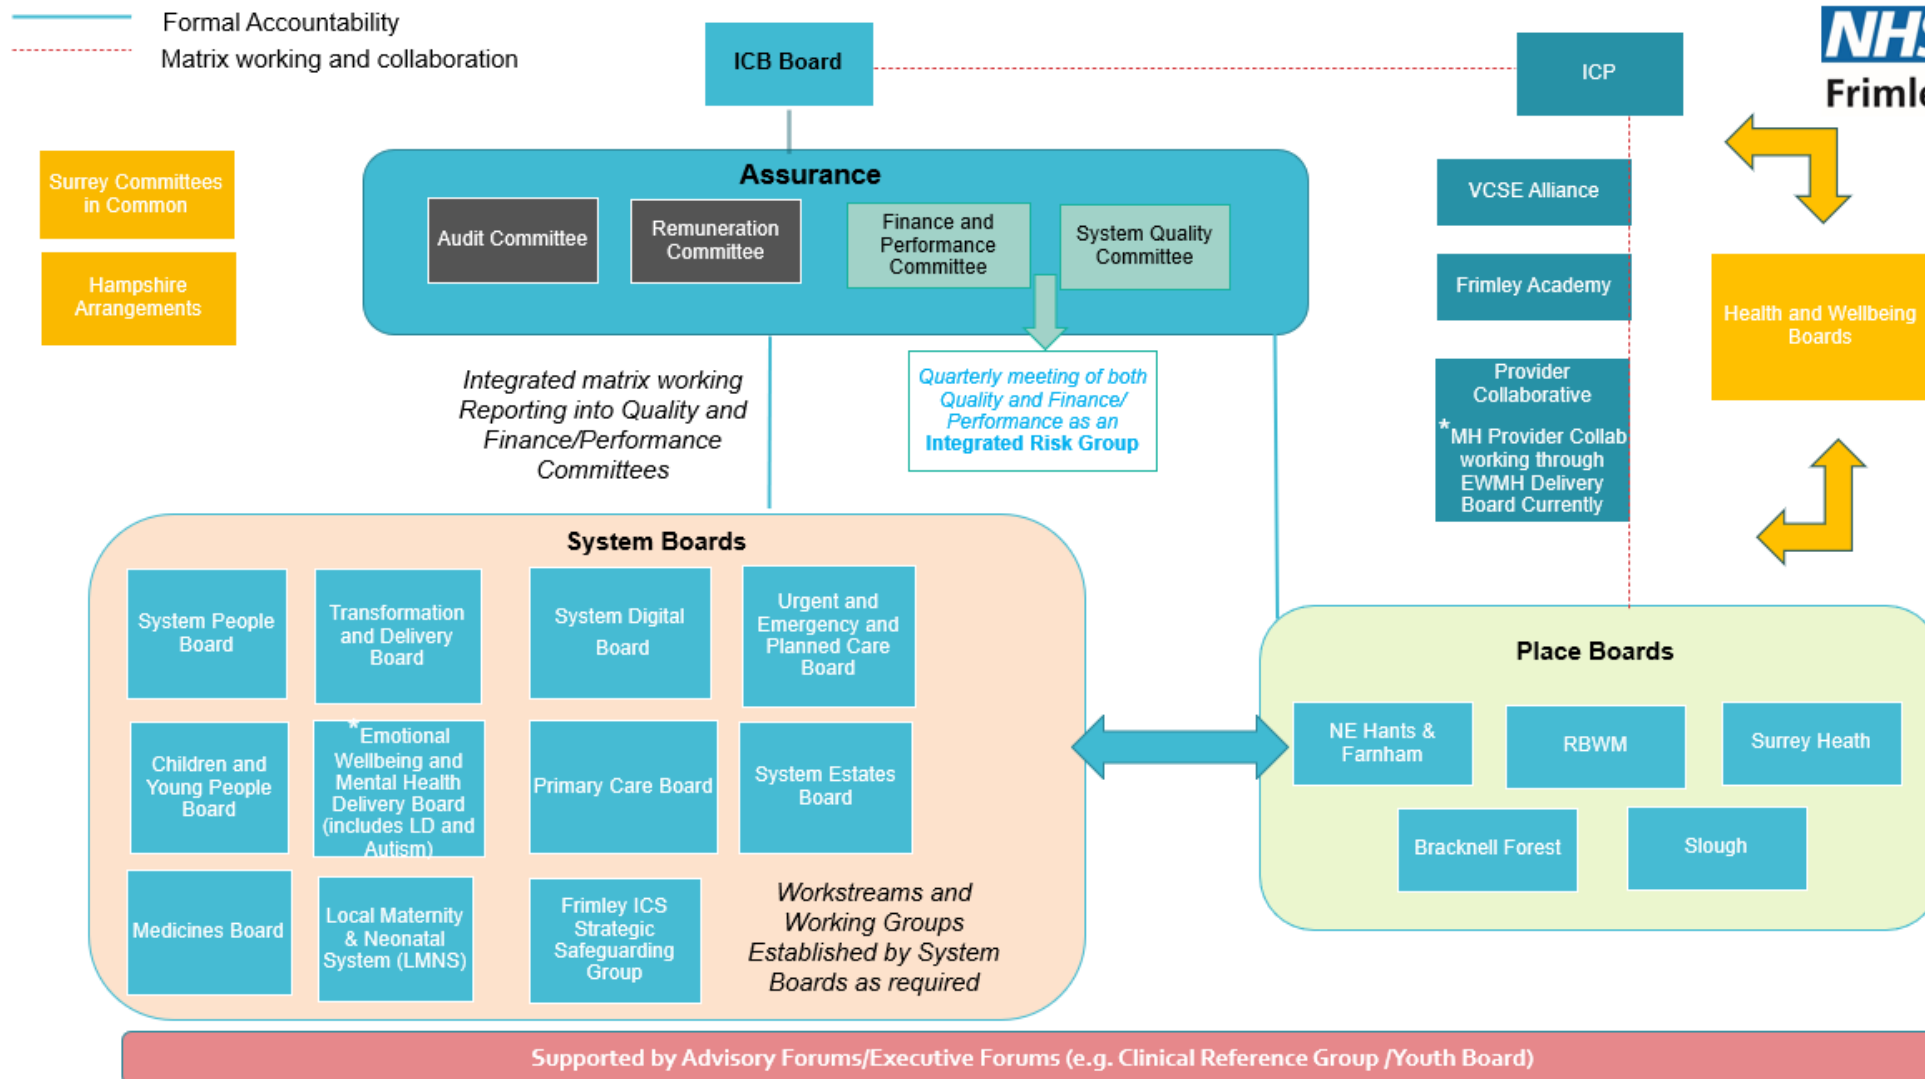 Formal Accountability
Matrix working and collaboration
ICB Board
ICP
NHS
Frimle
Surrey Committees
in Common
Hampshire
Arrangements
Assurance
Audit Committee
Remuneration
Committee
Finance and
Performance
Committee
System Quality
Committee
VCSE Alliance
Frimley Academy
Provider
Collaborative
*MH Provider Collab
working through
EWMH Delivery
Board Currently
Health and Wellbeing
Boards
Integrated matrix working
Reporting into Quality and
Finance/Performance
Committees
Quarterly meeting of both
Quality and Finance/
Performance as an
Integrated Risk Group
System Boards
System People
Board
Transformation
and Delivery
Board
System Digital
Board
Urgent and
Emergency and
Planned Care
Board
Children and
Young People
Board
*Emotional
Wellbeing and
Mental Health
Delivery Board
(includes LD and
Autism)
Primary Care Board
System Estates
Board
Medicines Board
Local Maternity
& Neonatal
System (LMNS)
Frimley ICS
Strategic
Safeguarding
Group
Workstreams and
Working Groups
Established by System
Boards as required
Place Boards
NE Hants &
Farnham
RBWM
Surrey Heath
Bracknell Forest
Slough
Supported by Advisory Forums/Executive Forums (e.g. Clinical Reference Group /Youth Board)